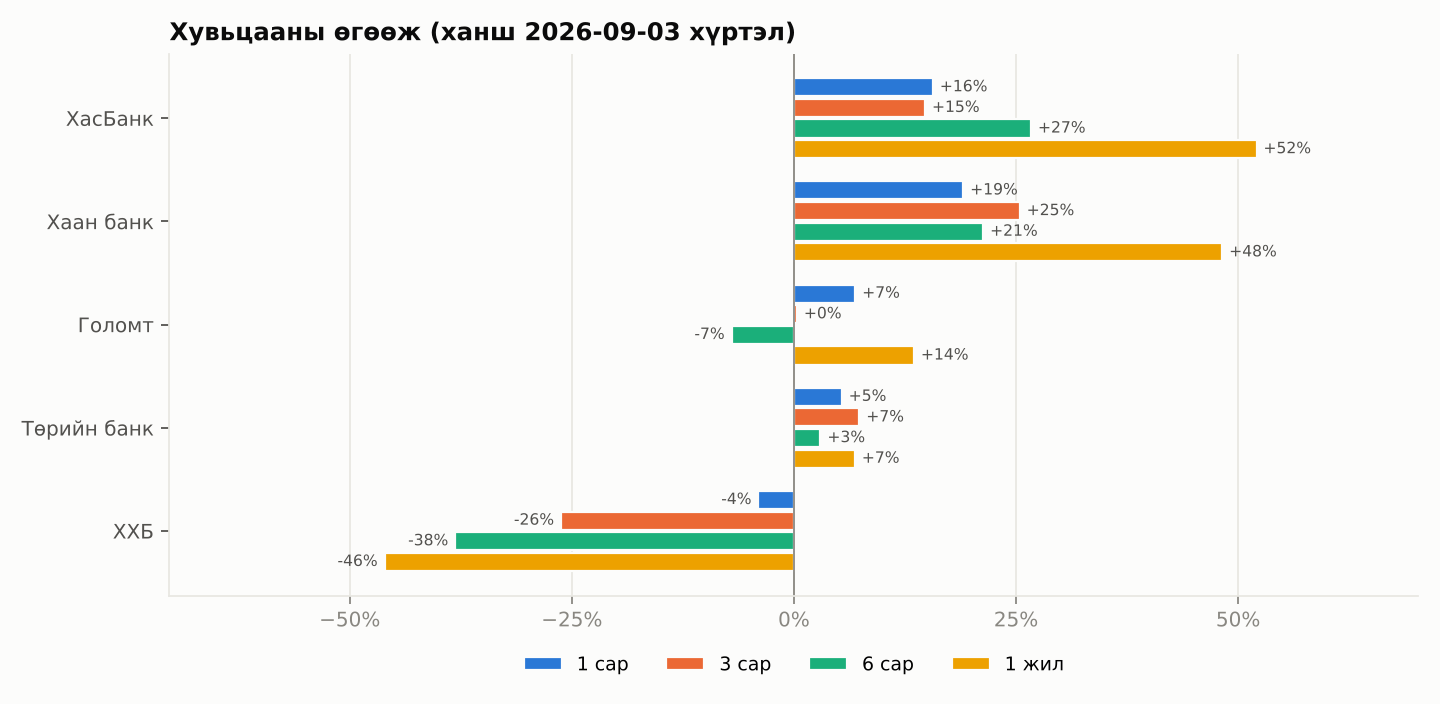 Хувьцааны өгөөж (ханш 2026-09-03 хүртэл)
ХасБанк
+16%
+15%
+27%
+52%
Хаан банк
+19%
+25%
+21%
+48%
Голомт
+7%
+0%
-7%
+14%
Төрийн банк
+5%
+7%
+3%
+7%
ХХБ
-4%
-26%
-38%
-46%
−50% −25% 0% 25% 50%
1 сар 3 сар 6 сар 1 жил